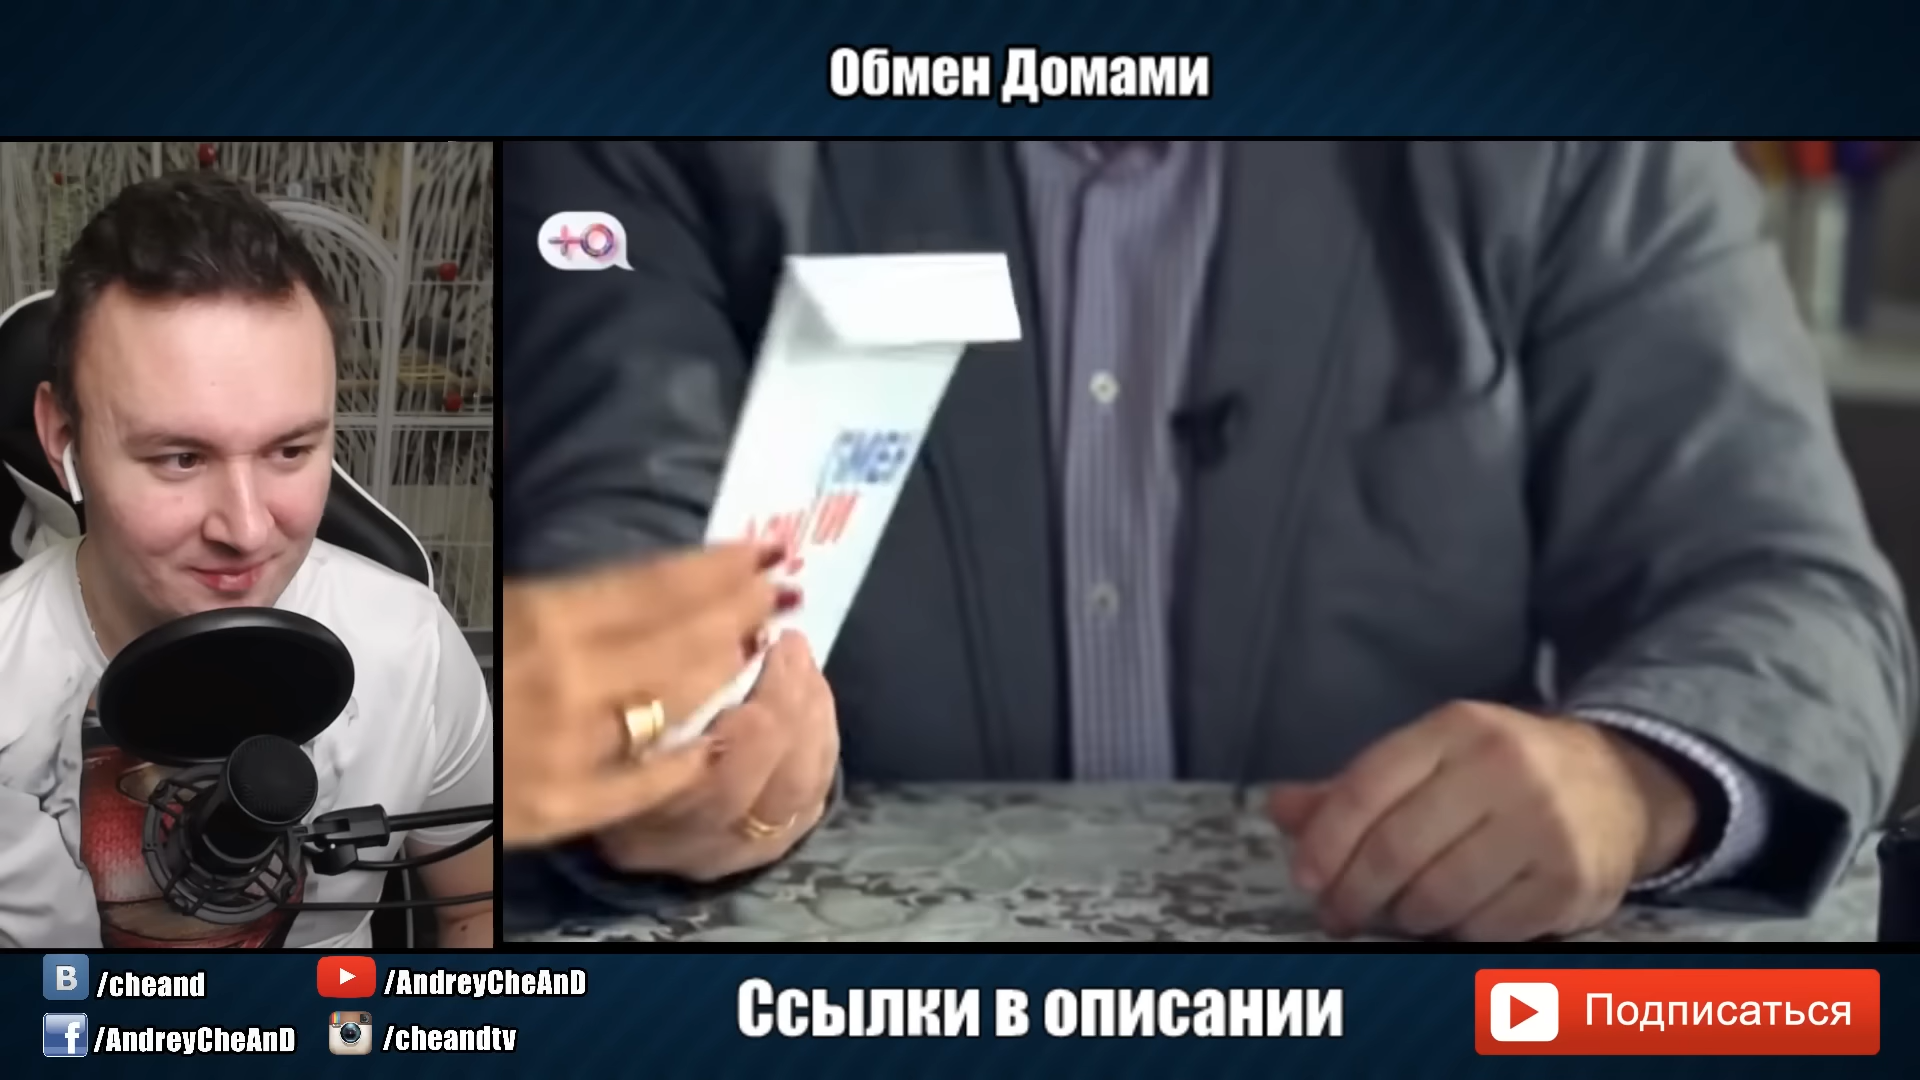 Обмен Домами
Ю
В /cheand
/AndreyCheAnD
f /AndreyCheAnD
/cheandtv
Ссылки в описании
Подписаться